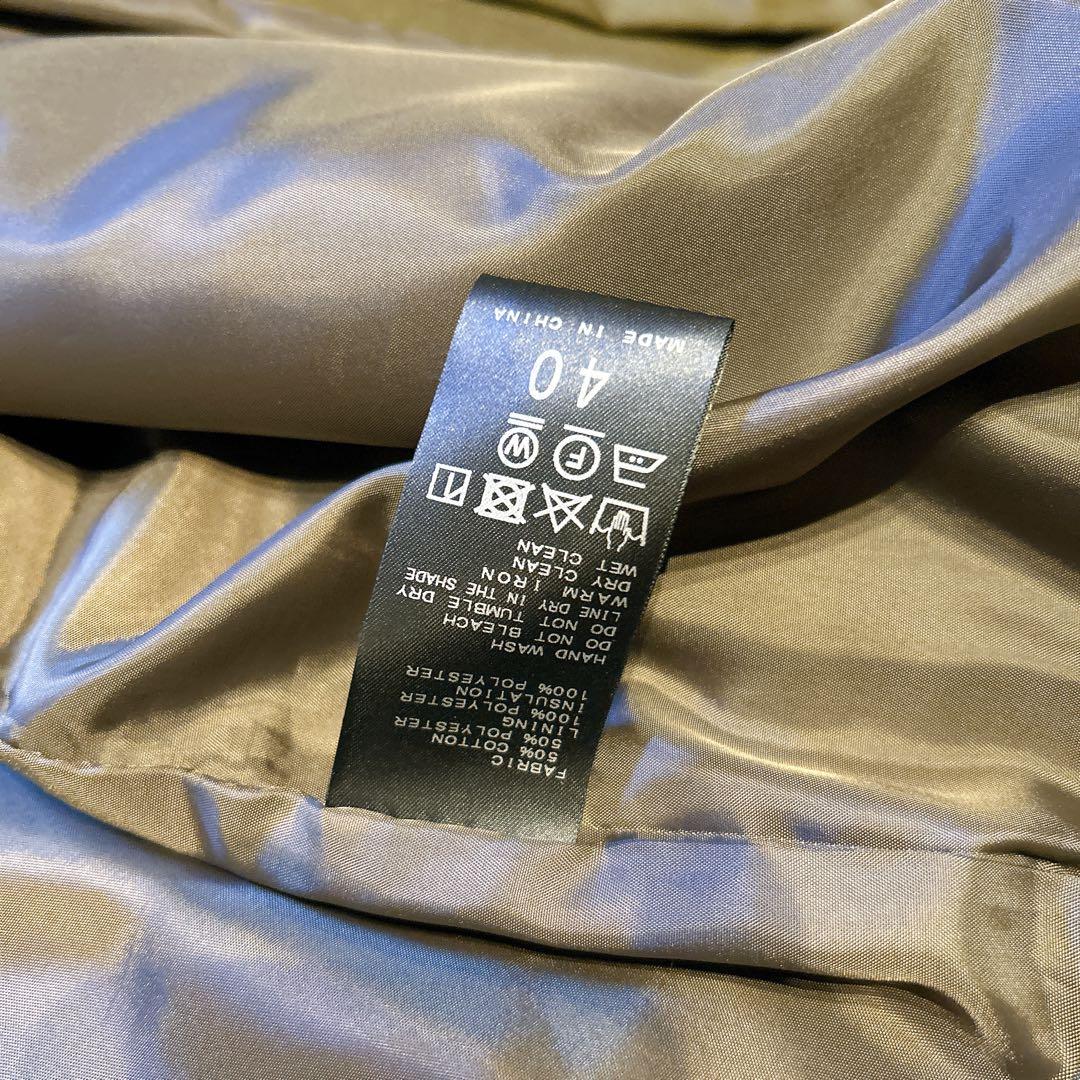 FABRIC
50% COTTON
50% POLYESTER
LINING
100% POLYESTER
INSULATION
100% POLYESTER
HAND WASH
DO NOT BLEACH
DO NOT TUMBLE DRY
LINE DRY IN THE SHADE
WARM IRON
DRY CLEAN
WET CLEAN
F W
40
MADE IN CHINA